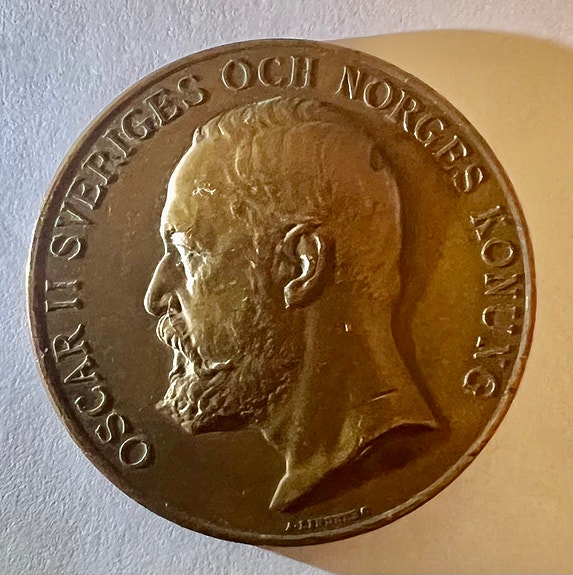 OSCAR II SVERIGES OCH NORGES KONUNG